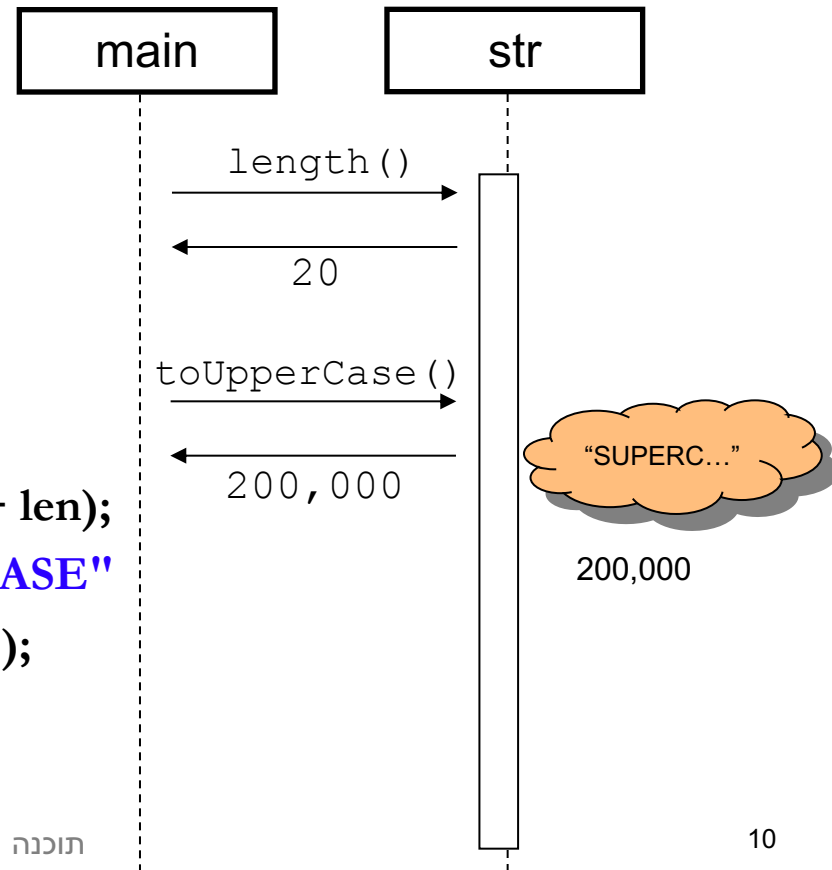 main
str
length()
20
toUpperCase()
200,000
“SUPERC…”
200,000
len);
ASE"
);
תוכנה
10